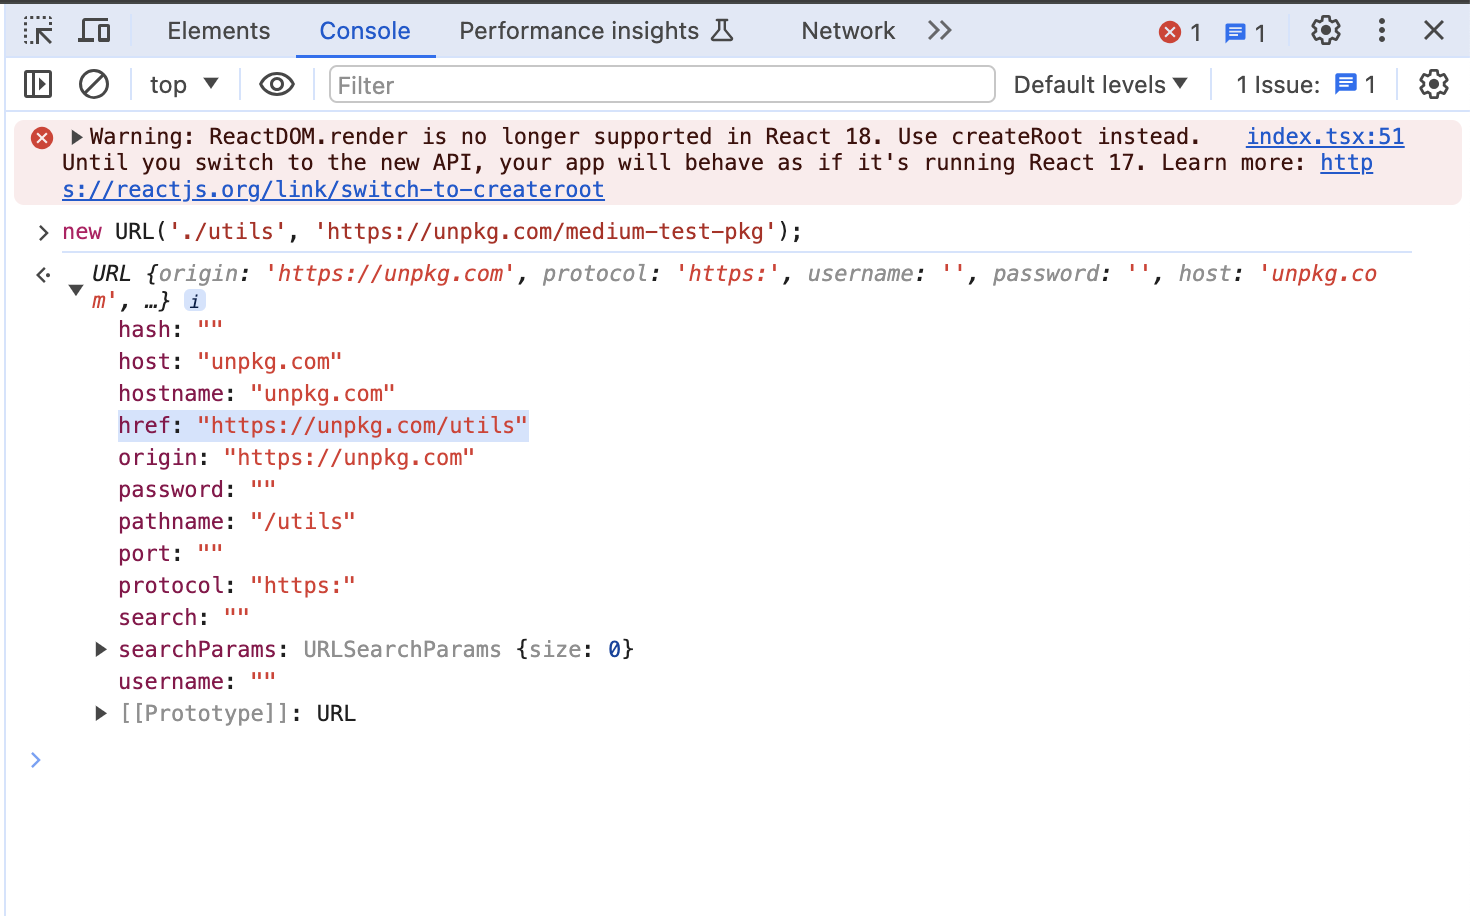 Elements Console Performance insights Network 1 1
top Filter Default levels 1 Issue: 1
Warning: ReactDOM.render is no longer supported in React 18. Use createRoot instead. index.tsx:51
Until you switch to the new API, your app will behave as if it's running React 17. Learn more: http
s://reactjs.org/link/switch-to-createroot
new URL('./utils', 'https://unpkg.com/medium-test-pkg');
URL {origin: 'https://unpkg.com', protocol: 'https:', username: '', password: '', host: 'unpkg.co
m', …} i
hash: ""
host: "unpkg.com"
hostname: "unpkg.com"
href: "https://unpkg.com/utils"
origin: "https://unpkg.com"
password: ""
pathname: "/utils"
port: ""
protocol: "https:"
search: ""
searchParams: URLSearchParams {size: 0}
username: ""
[[Prototype]]: URL